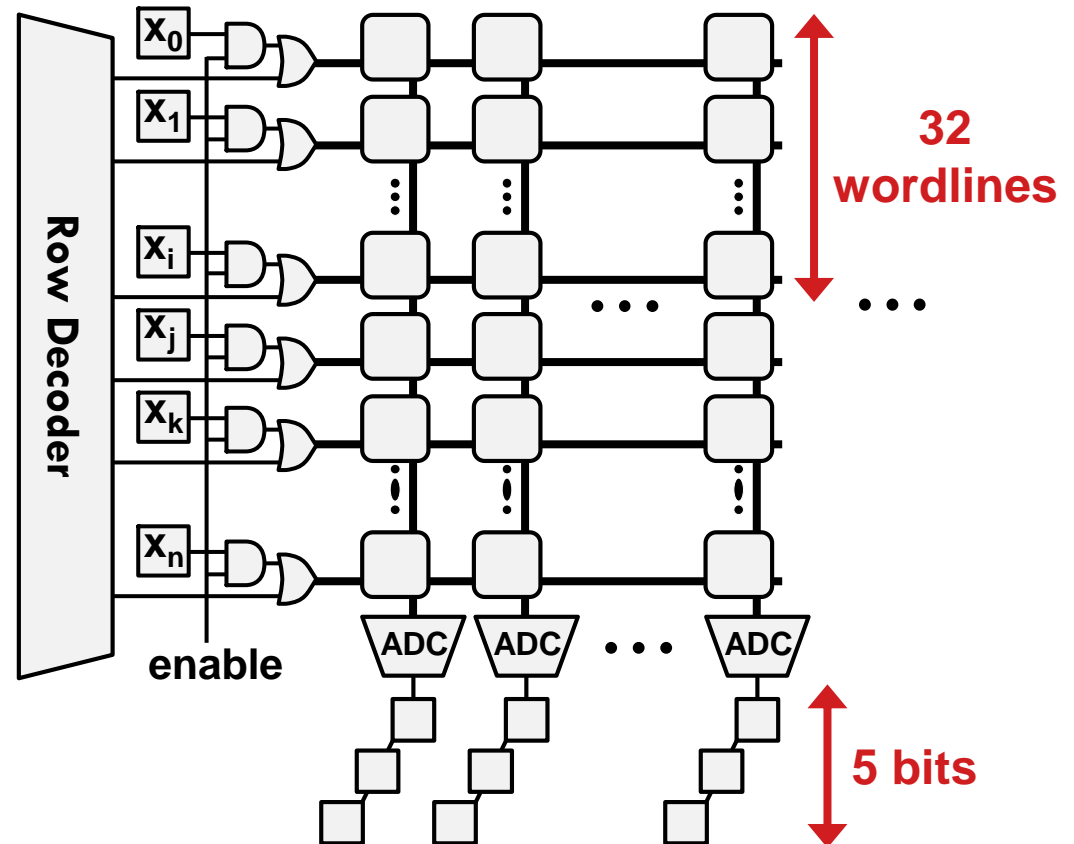 x0
x1
xi
xj
xk
xn
Row Decoder
enable
32
wordlines
ADC
ADC
ADC
5 bits